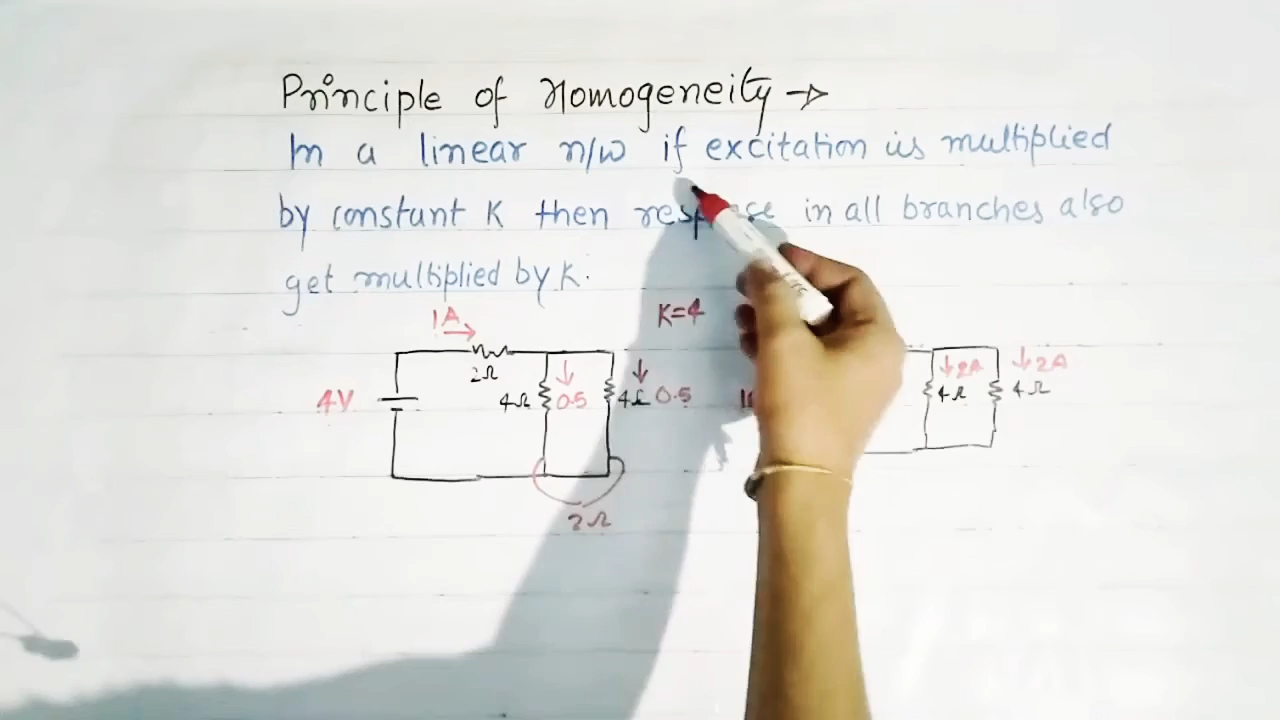 Principle of Homogeneity →
In a linear n/w if excitation is multiplied
by constant K then in all branches also
get multiplied by K.
1A K=4
2Ω 2A 2A
4V 4Ω 0.5 4Ω 0.5 4Ω 4Ω
2Ω